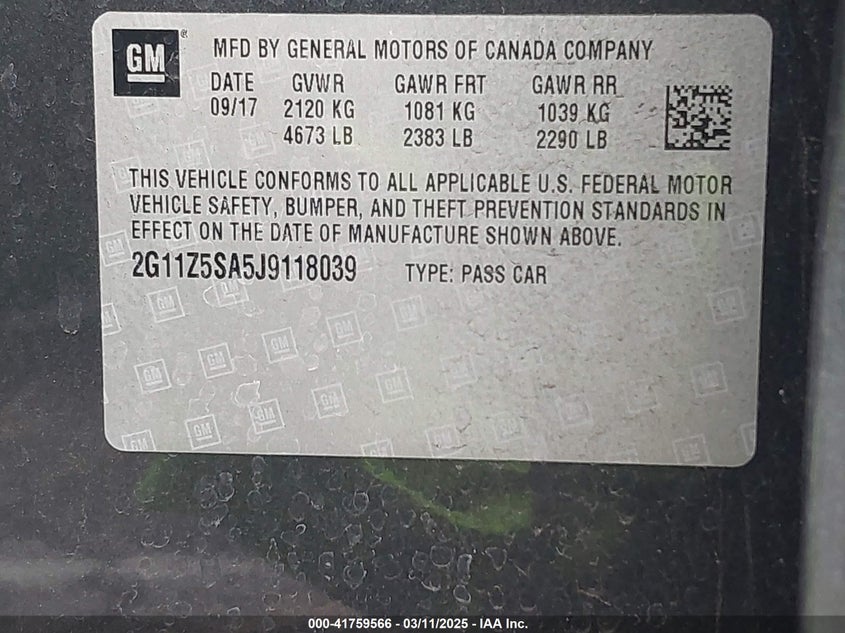 GM ®
MFD BY GENERAL MOTORS OF CANADA COMPANY
DATE GVWR GAWR FRT GAWR RR
09/17 2120 KG 1081 KG 1039 KG
4673 LB 2383 LB 2290 LB
THIS VEHICLE CONFORMS TO ALL APPLICABLE U.S. FEDERAL MOTOR
VEHICLE SAFETY, BUMPER, AND THEFT PREVENTION STANDARDS IN
EFFECT ON THE DATE OF MANUFACTURE SHOWN ABOVE.
2G11Z5SA5J9118039 TYPE: PASS CAR
000-41759566 - 03/11/2025 - IAA Inc.